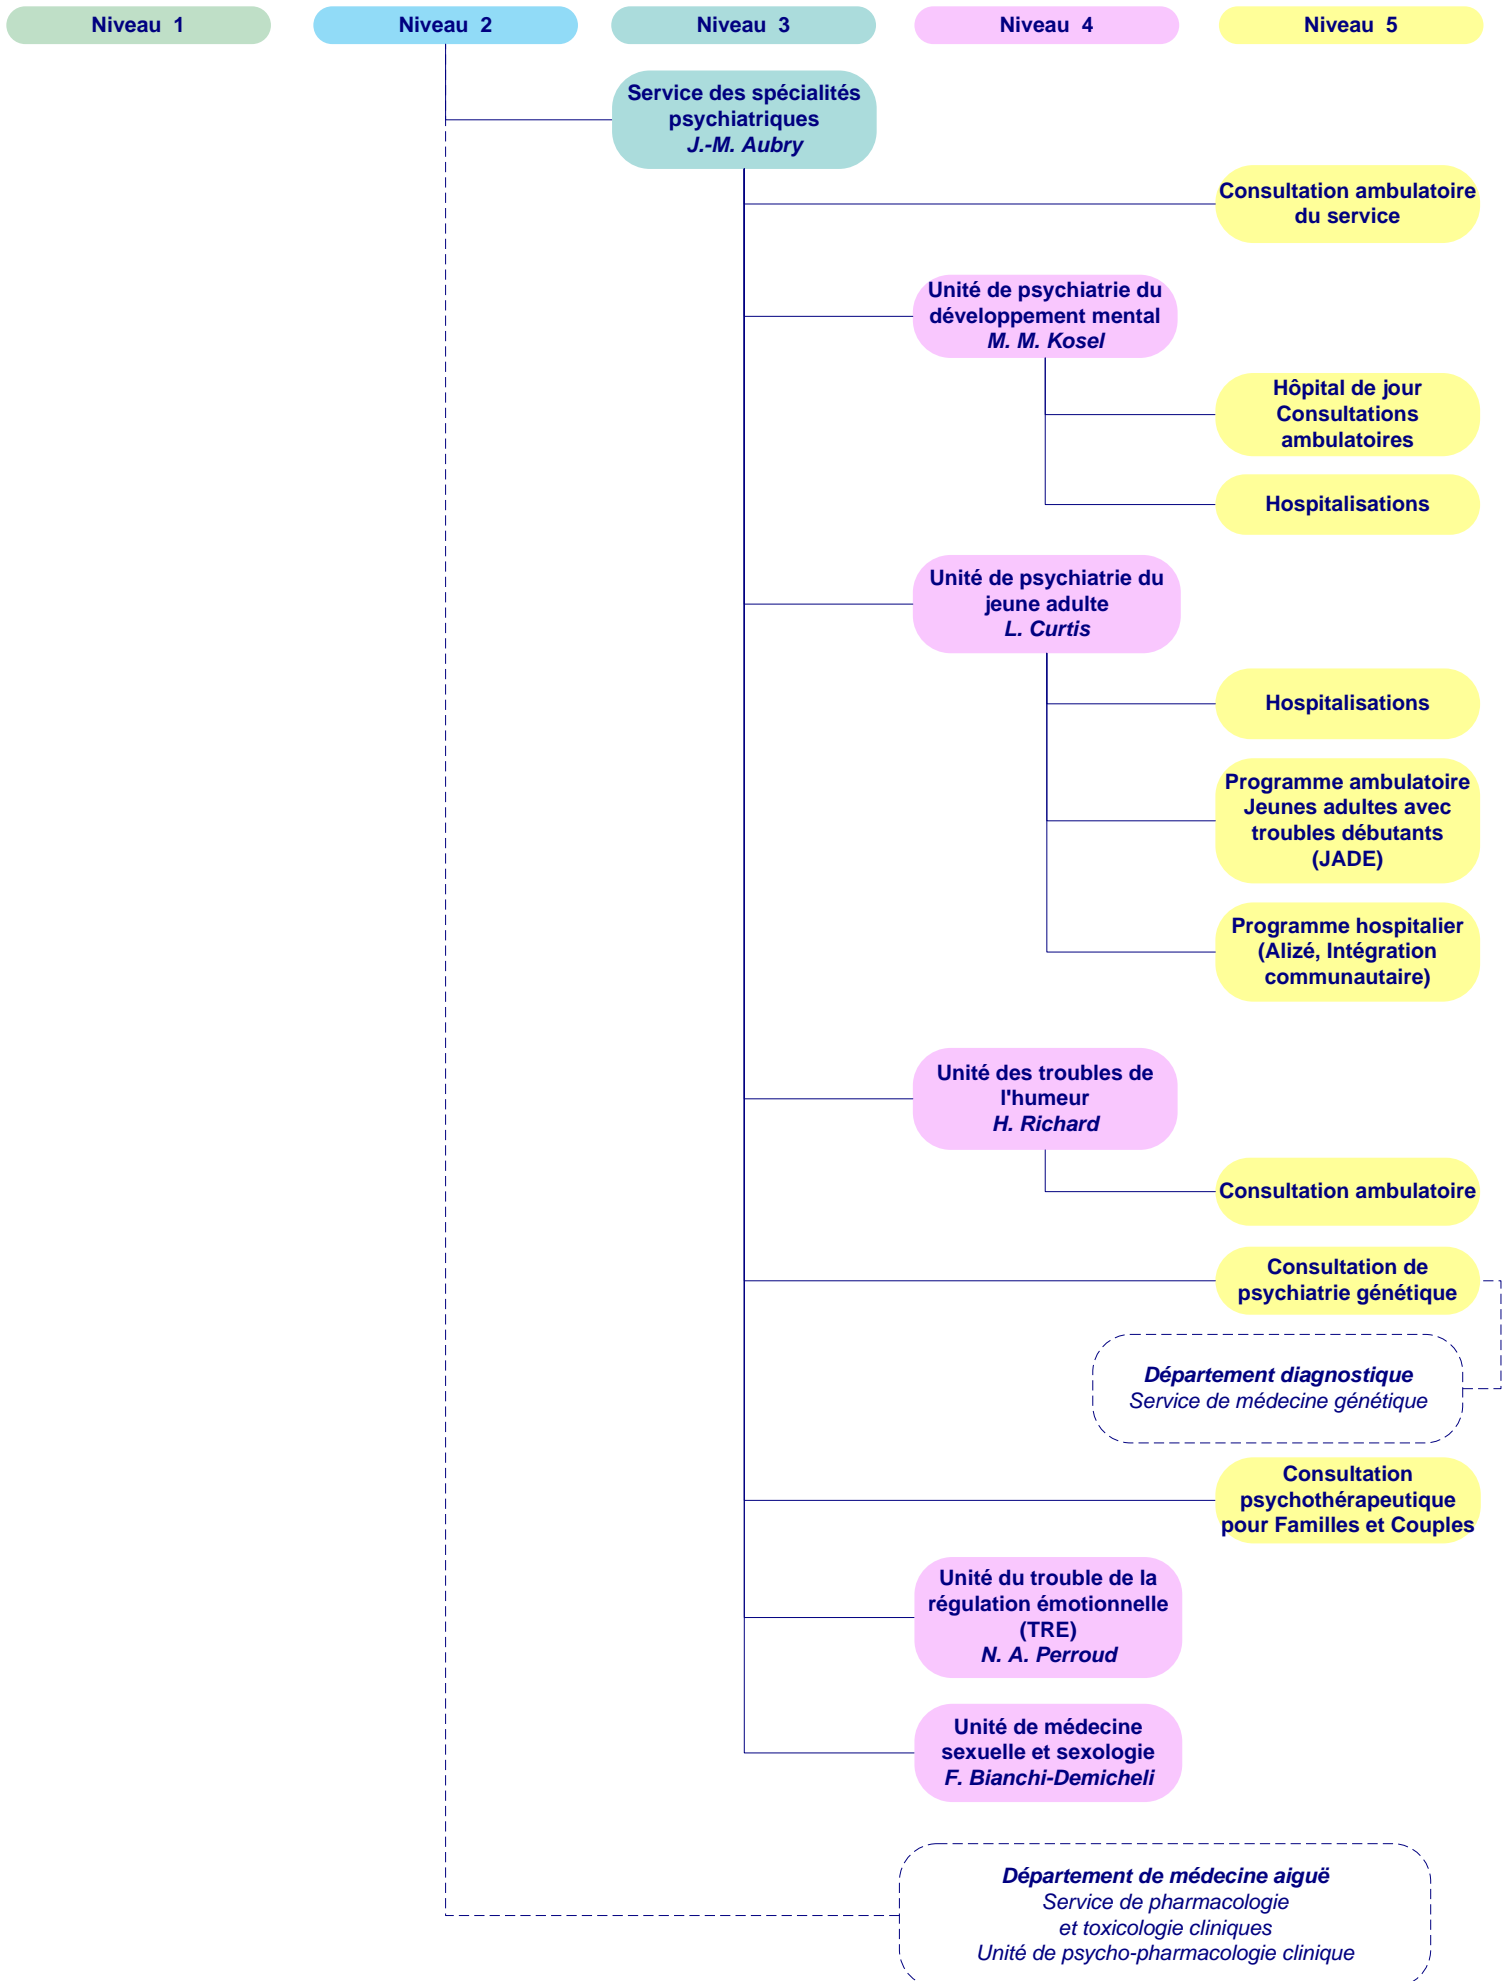 Niveau 1
Niveau 2
Niveau 3
Niveau 4
Niveau 5
Service des spécialités
psychiatriques
J.-M. Aubry
Consultation ambulatoire
du service
Unité de psychiatrie du
développement mental
M. M. Kosel
Hôpital de jour
Consultations
ambulatoires
Hospitalisations
Unité de psychiatrie du
jeune adulte
L. Curtis
Hospitalisations
Programme ambulatoire
Jeunes adultes avec
troubles débutants
(JADE)
Programme hospitalier
(Alizé, Intégration
communautaire)
Unité des troubles de
l'humeur
H. Richard
Consultation ambulatoire
Consultation de
psychiatrie génétique
Département diagnostique
Service de médecine génétique
Consultation
psychothérapeutique
pour Familles et Couples
Unité du trouble de la
régulation émotionnelle
(TRE)
N. A. Perroud
Unité de médecine
sexuelle et sexologie
F. Bianchi-Demicheli
Département de médecine aiguë
Service de pharmacologie
et toxicologie cliniques
Unité de psycho-pharmacologie clinique